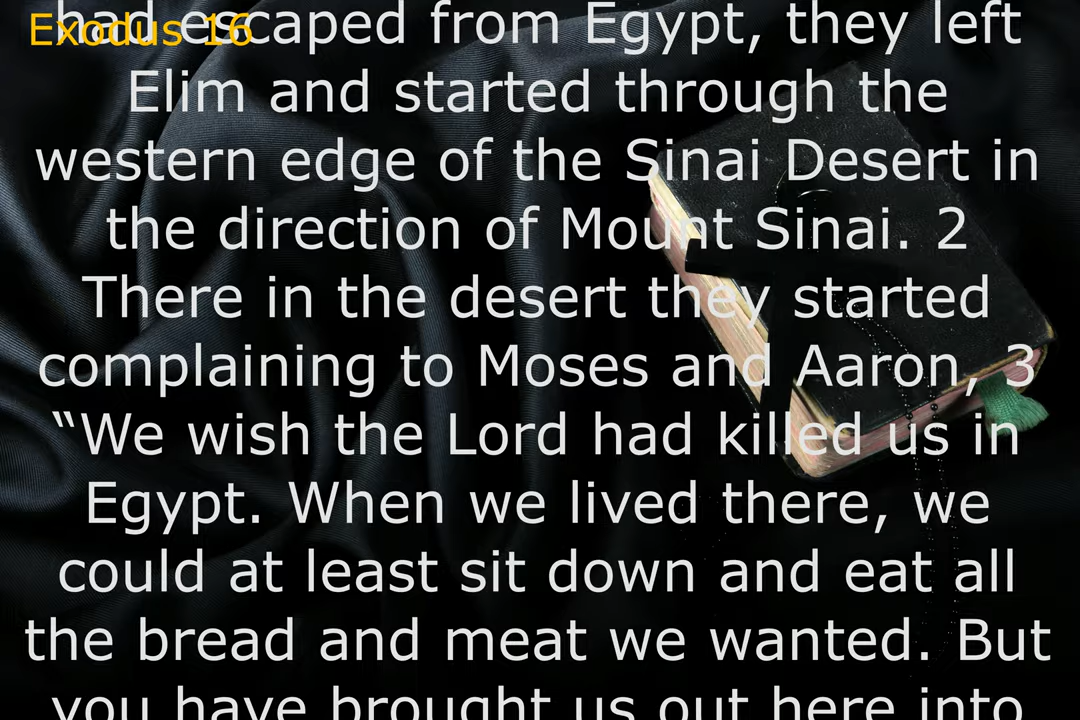 Exodus 16
had escaped from Egypt, they left
Elim and started through the
western edge of the Sinai Desert in
the direction of Mount Sinai. 2
There in the desert they started
complaining to Moses and Aaron, 3
“We wish the Lord had killed us in
Egypt. When we lived there, we
could at least sit down and eat all
the bread and meat we wanted. But
you have brought us out here into